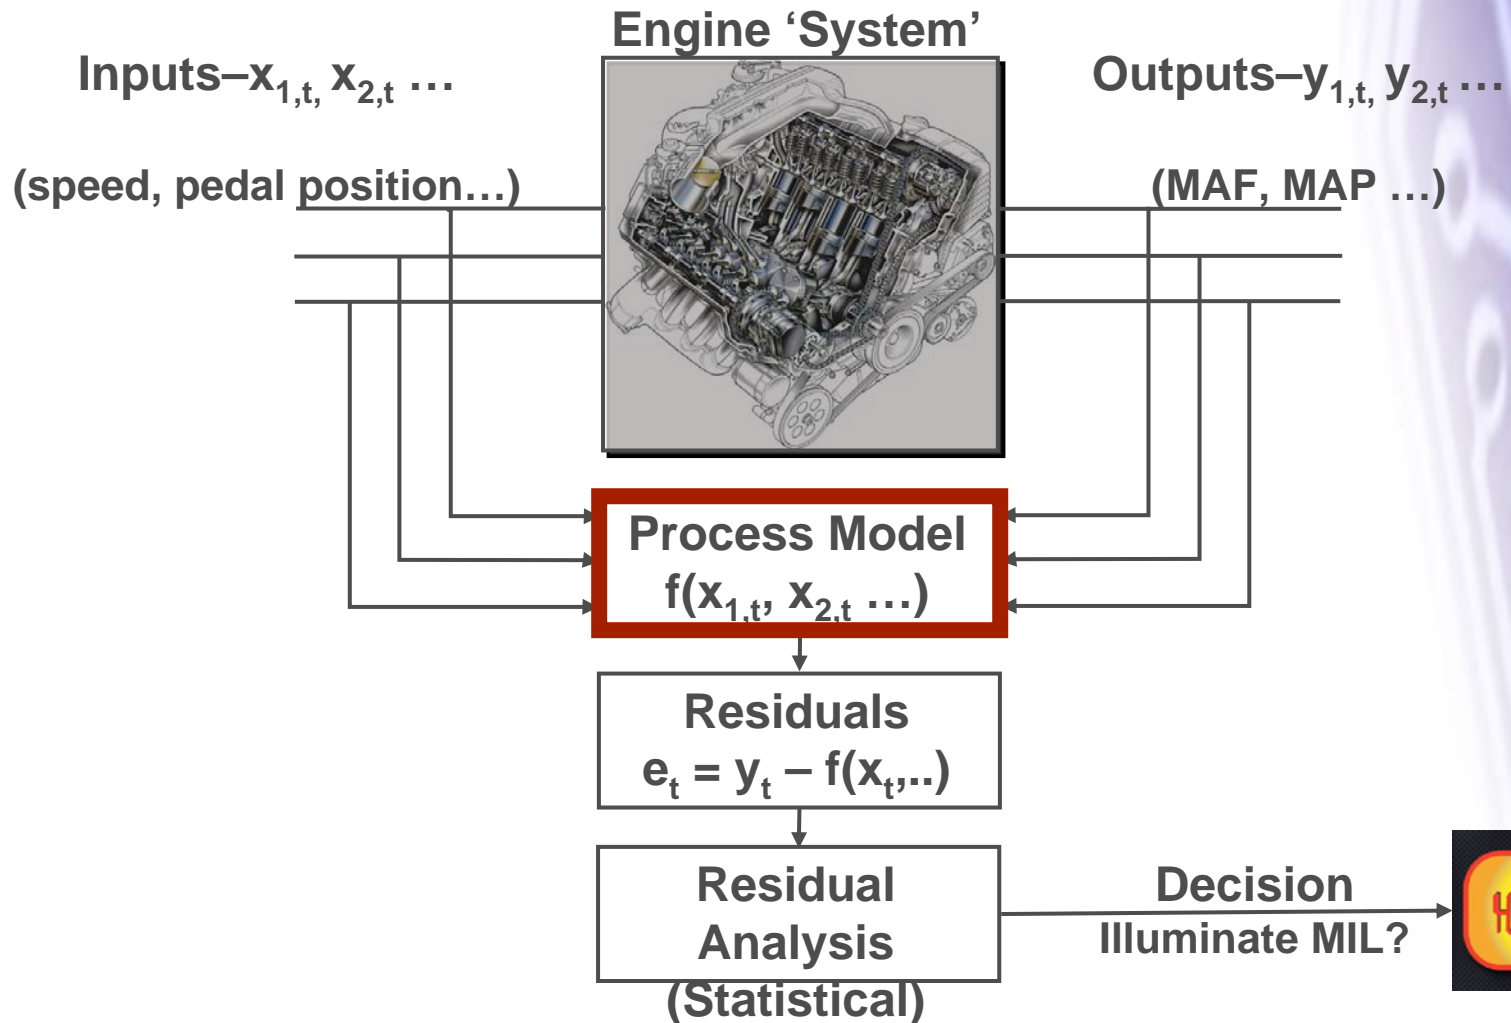 Engine ‘System’
Inputs–x1,t, x2,t …
Outputs–y1,t, y2,t …
(speed, pedal position…)
(MAF, MAP …)
Process Model
f(x1,t, x2,t …)
Residuals
et = yt – f(xt,..)
Residual
Analysis
(Statistical)
Decision
Illuminate MIL?